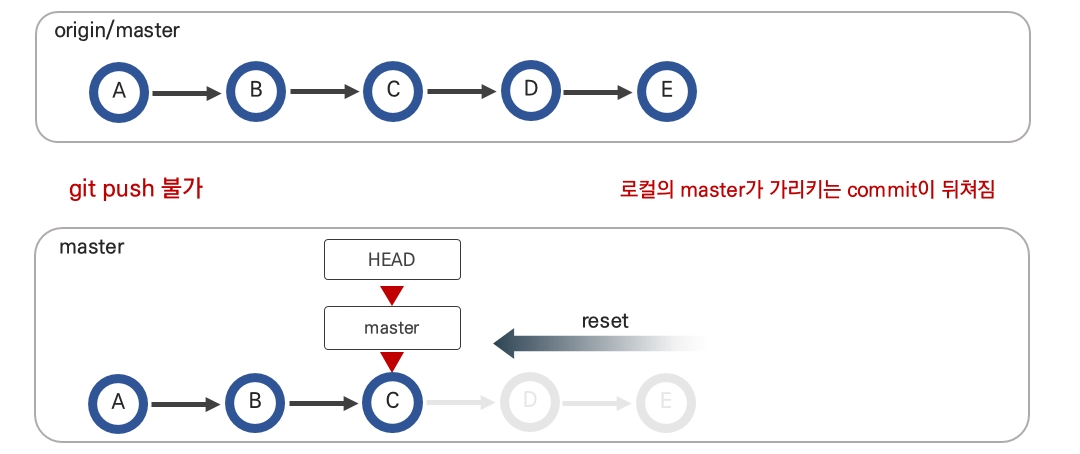 origin/master
A B C D E
git push 불가
로컬의 master가 가리키는 commit이 뒤쳐짐
master
HEAD
master
reset
A B C D E